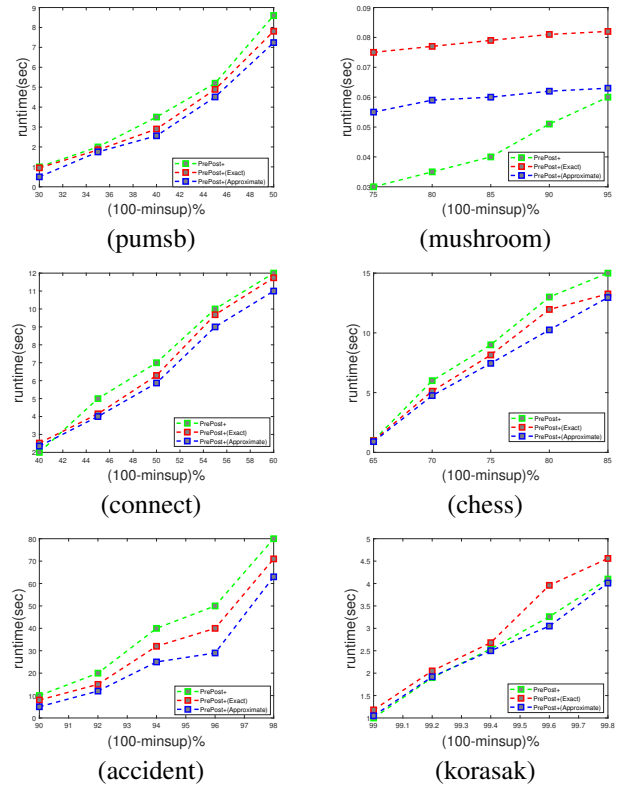 9
8
7
6
5
4
3
2
1
0
runtime(sec)
PrePost+
PrePost+(Exact)
PrePost+(Approximate)
30 32 34 36 38 40 42 44 46 48 50
(100-minsup)%
(pumsb)
0.09
0.08
0.07
0.06
0.05
0.04
0.03
runtime(sec)
PrePost+
PrePost+(Exact)
PrePost+(Approximate)
75 80 85 90 95
(100-minsup)%
(mushroom)
12
11
10
9
8
7
6
5
4
3
2
runtime(sec)
PrePost+
PrePost+(Exact)
PrePost+(Approximate)
40 42 44 46 48 50 52 54 56 58 60
(100-minsup)%
(connect)
15
10
5
0
runtime(sec)
PrePost+
PrePost+(Exact)
PrePost+(Approximate)
65 70 75 80 85
(100-minsup)%
(chess)
80
70
60
50
40
30
20
10
0
runtime(sec)
PrePost+
PrePost+(Exact)
PrePost+(Approximate)
90 91 92 93 94 95 96 97 98
(100-minsup)%
(accident)
5
4.5
4
3.5
3
2.5
2
1.5
1
runtime(sec)
PrePost+
PrePost+(Exact)
PrePost+(Approximate)
99 99.1 99.2 99.3 99.4 99.5 99.6 99.7 99.8
(100-minsup)%
(korasak)